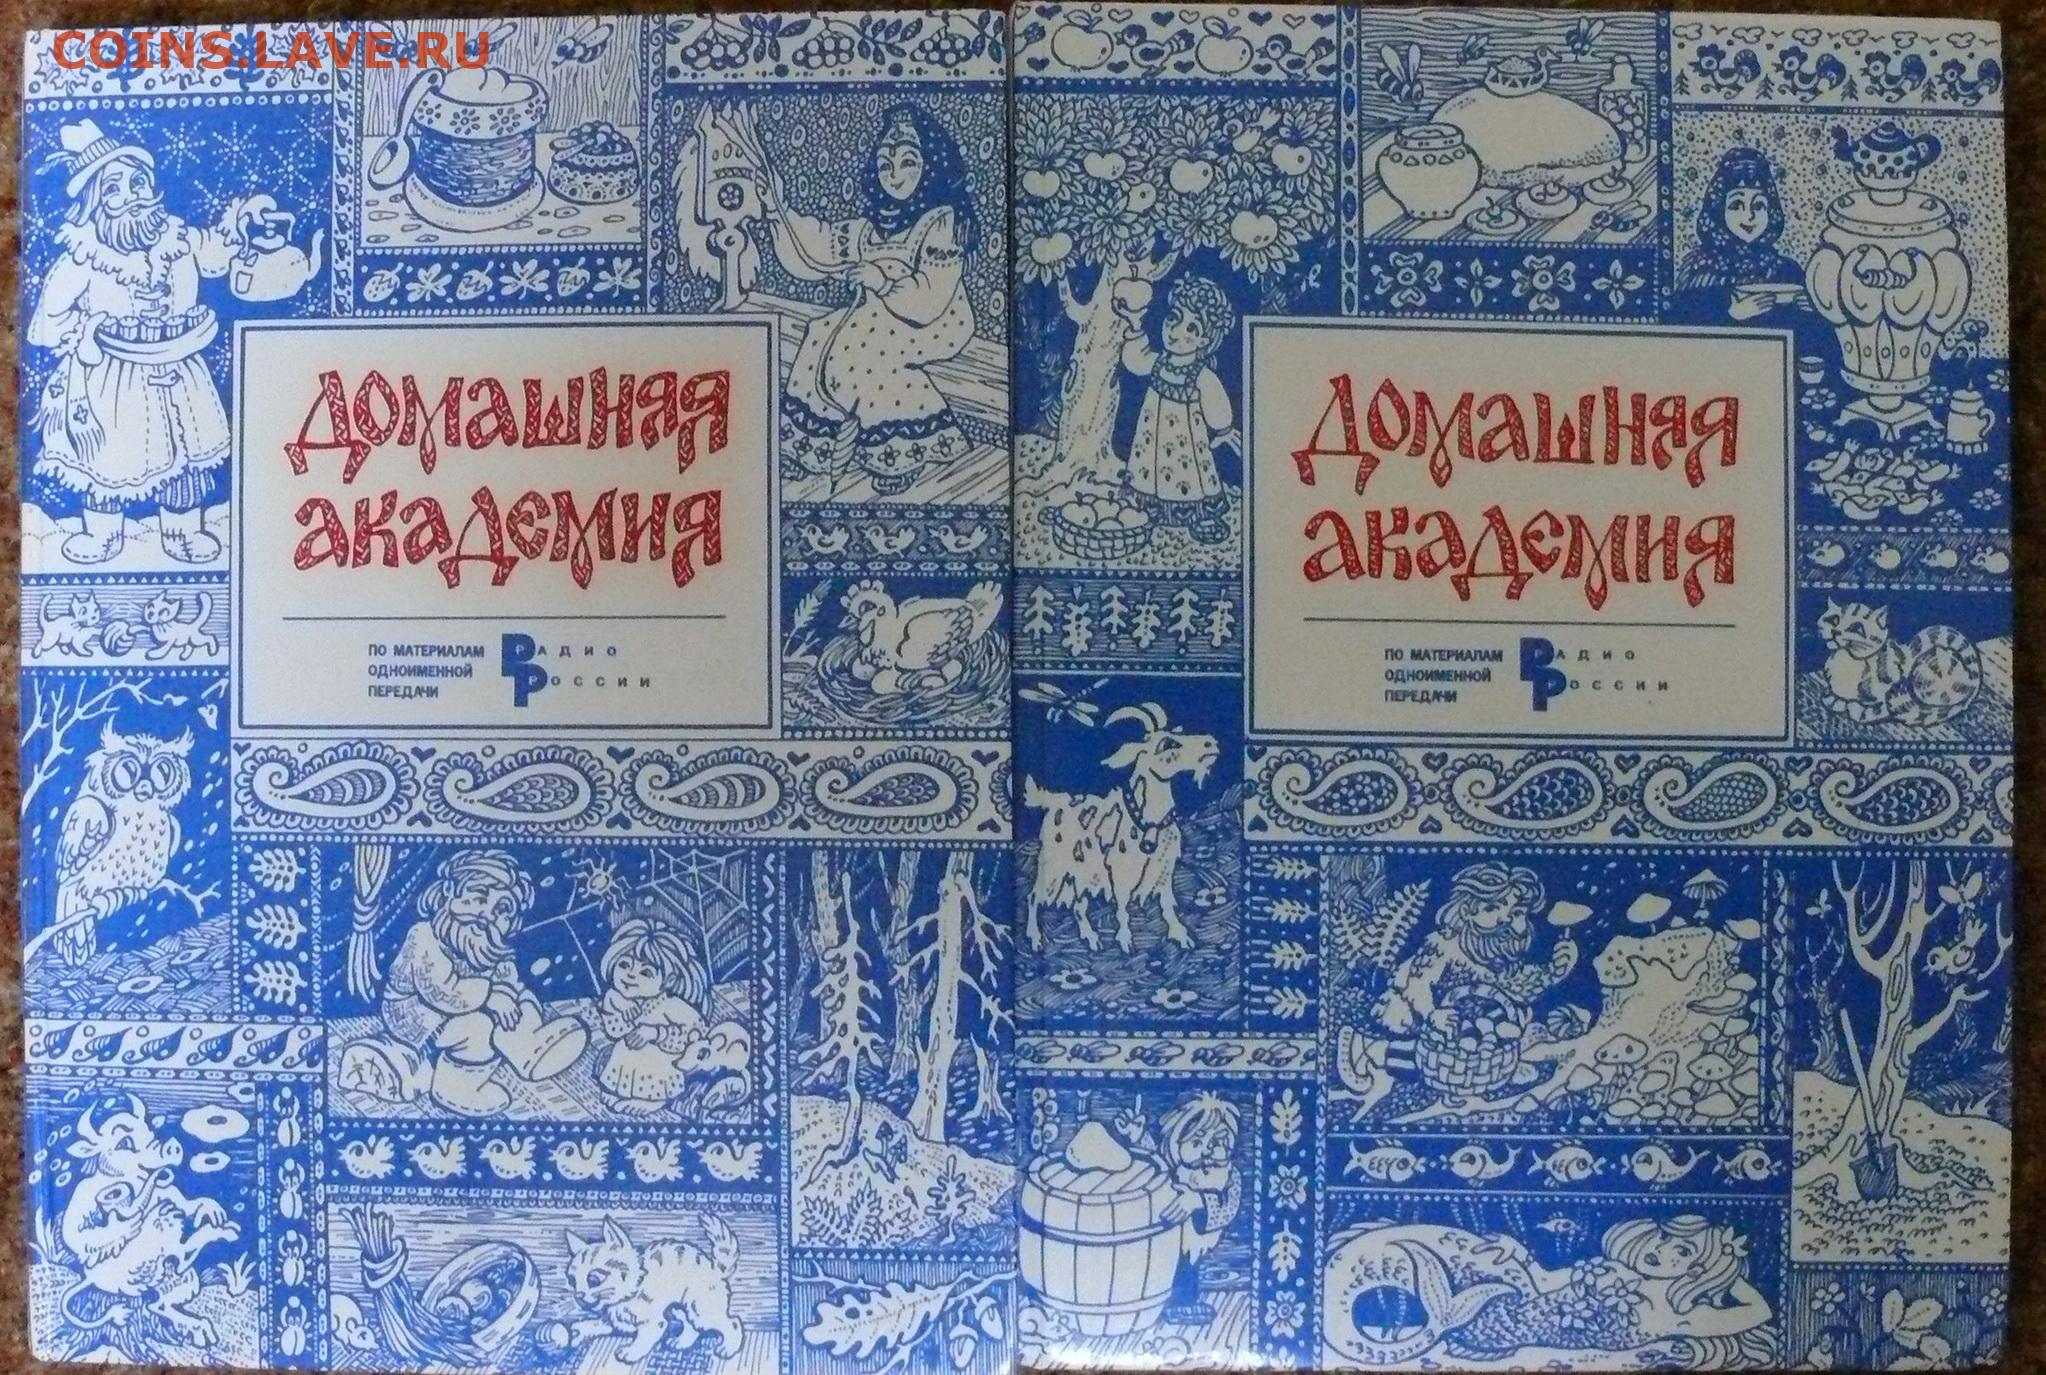 COINS.LAVE.RU
домашняя
академия
ПО МАТЕРИАЛАМ
ОДНОИМЕННОЙ
ПЕРЕДАЧИ
РАДИО
РОССИИ
домашняя
академия
ПО МАТЕРИАЛАМ
ОДНОИМЕННОЙ
ПЕРЕДАЧИ
РАДИО
РОССИИ